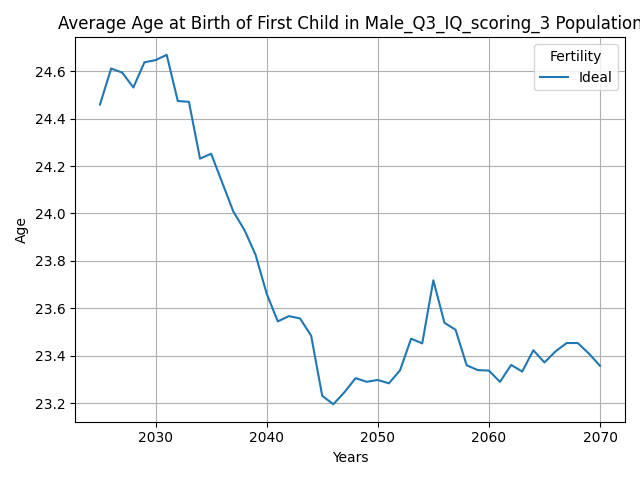 Average Age at Birth of First Child in Male_Q3_IQ_scoring_3 Population
Fertility
Ideal
24.6
24.4
24.2
24.0
23.8
23.6
23.4
23.2
Age
2030 2040 2050 2060 2070
Years